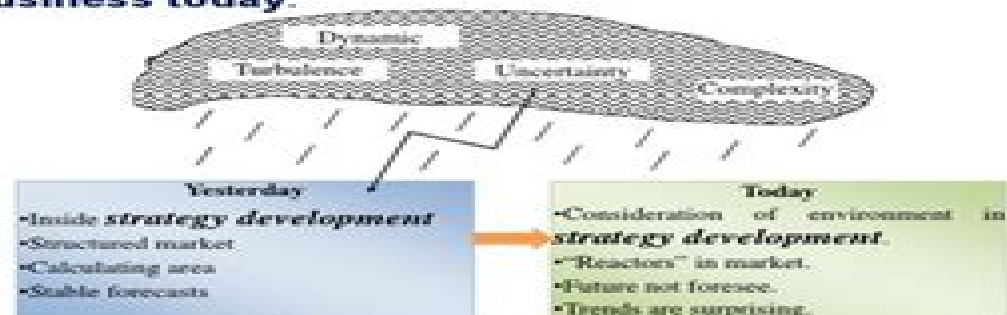 usiness today.
Dynamic
Turbulence
Uncertainty
Complexity
Yesterday
•Inside strategy development
•Structured market
•Calculating area
•Stable forecasts
Today
•Consideration of environment in
strategy development.
•"Reactors" in market.
•Future not foresee.
•Trends are surprising.